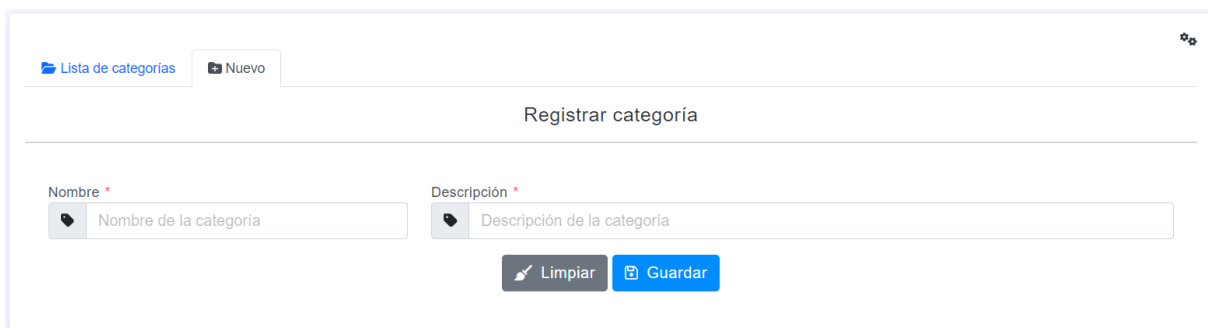 Lista de categorías Nuevo
Registrar categoría
Nombre * Descripción *
Nombre de la categoría Descripción de la categoría
Limpiar Guardar